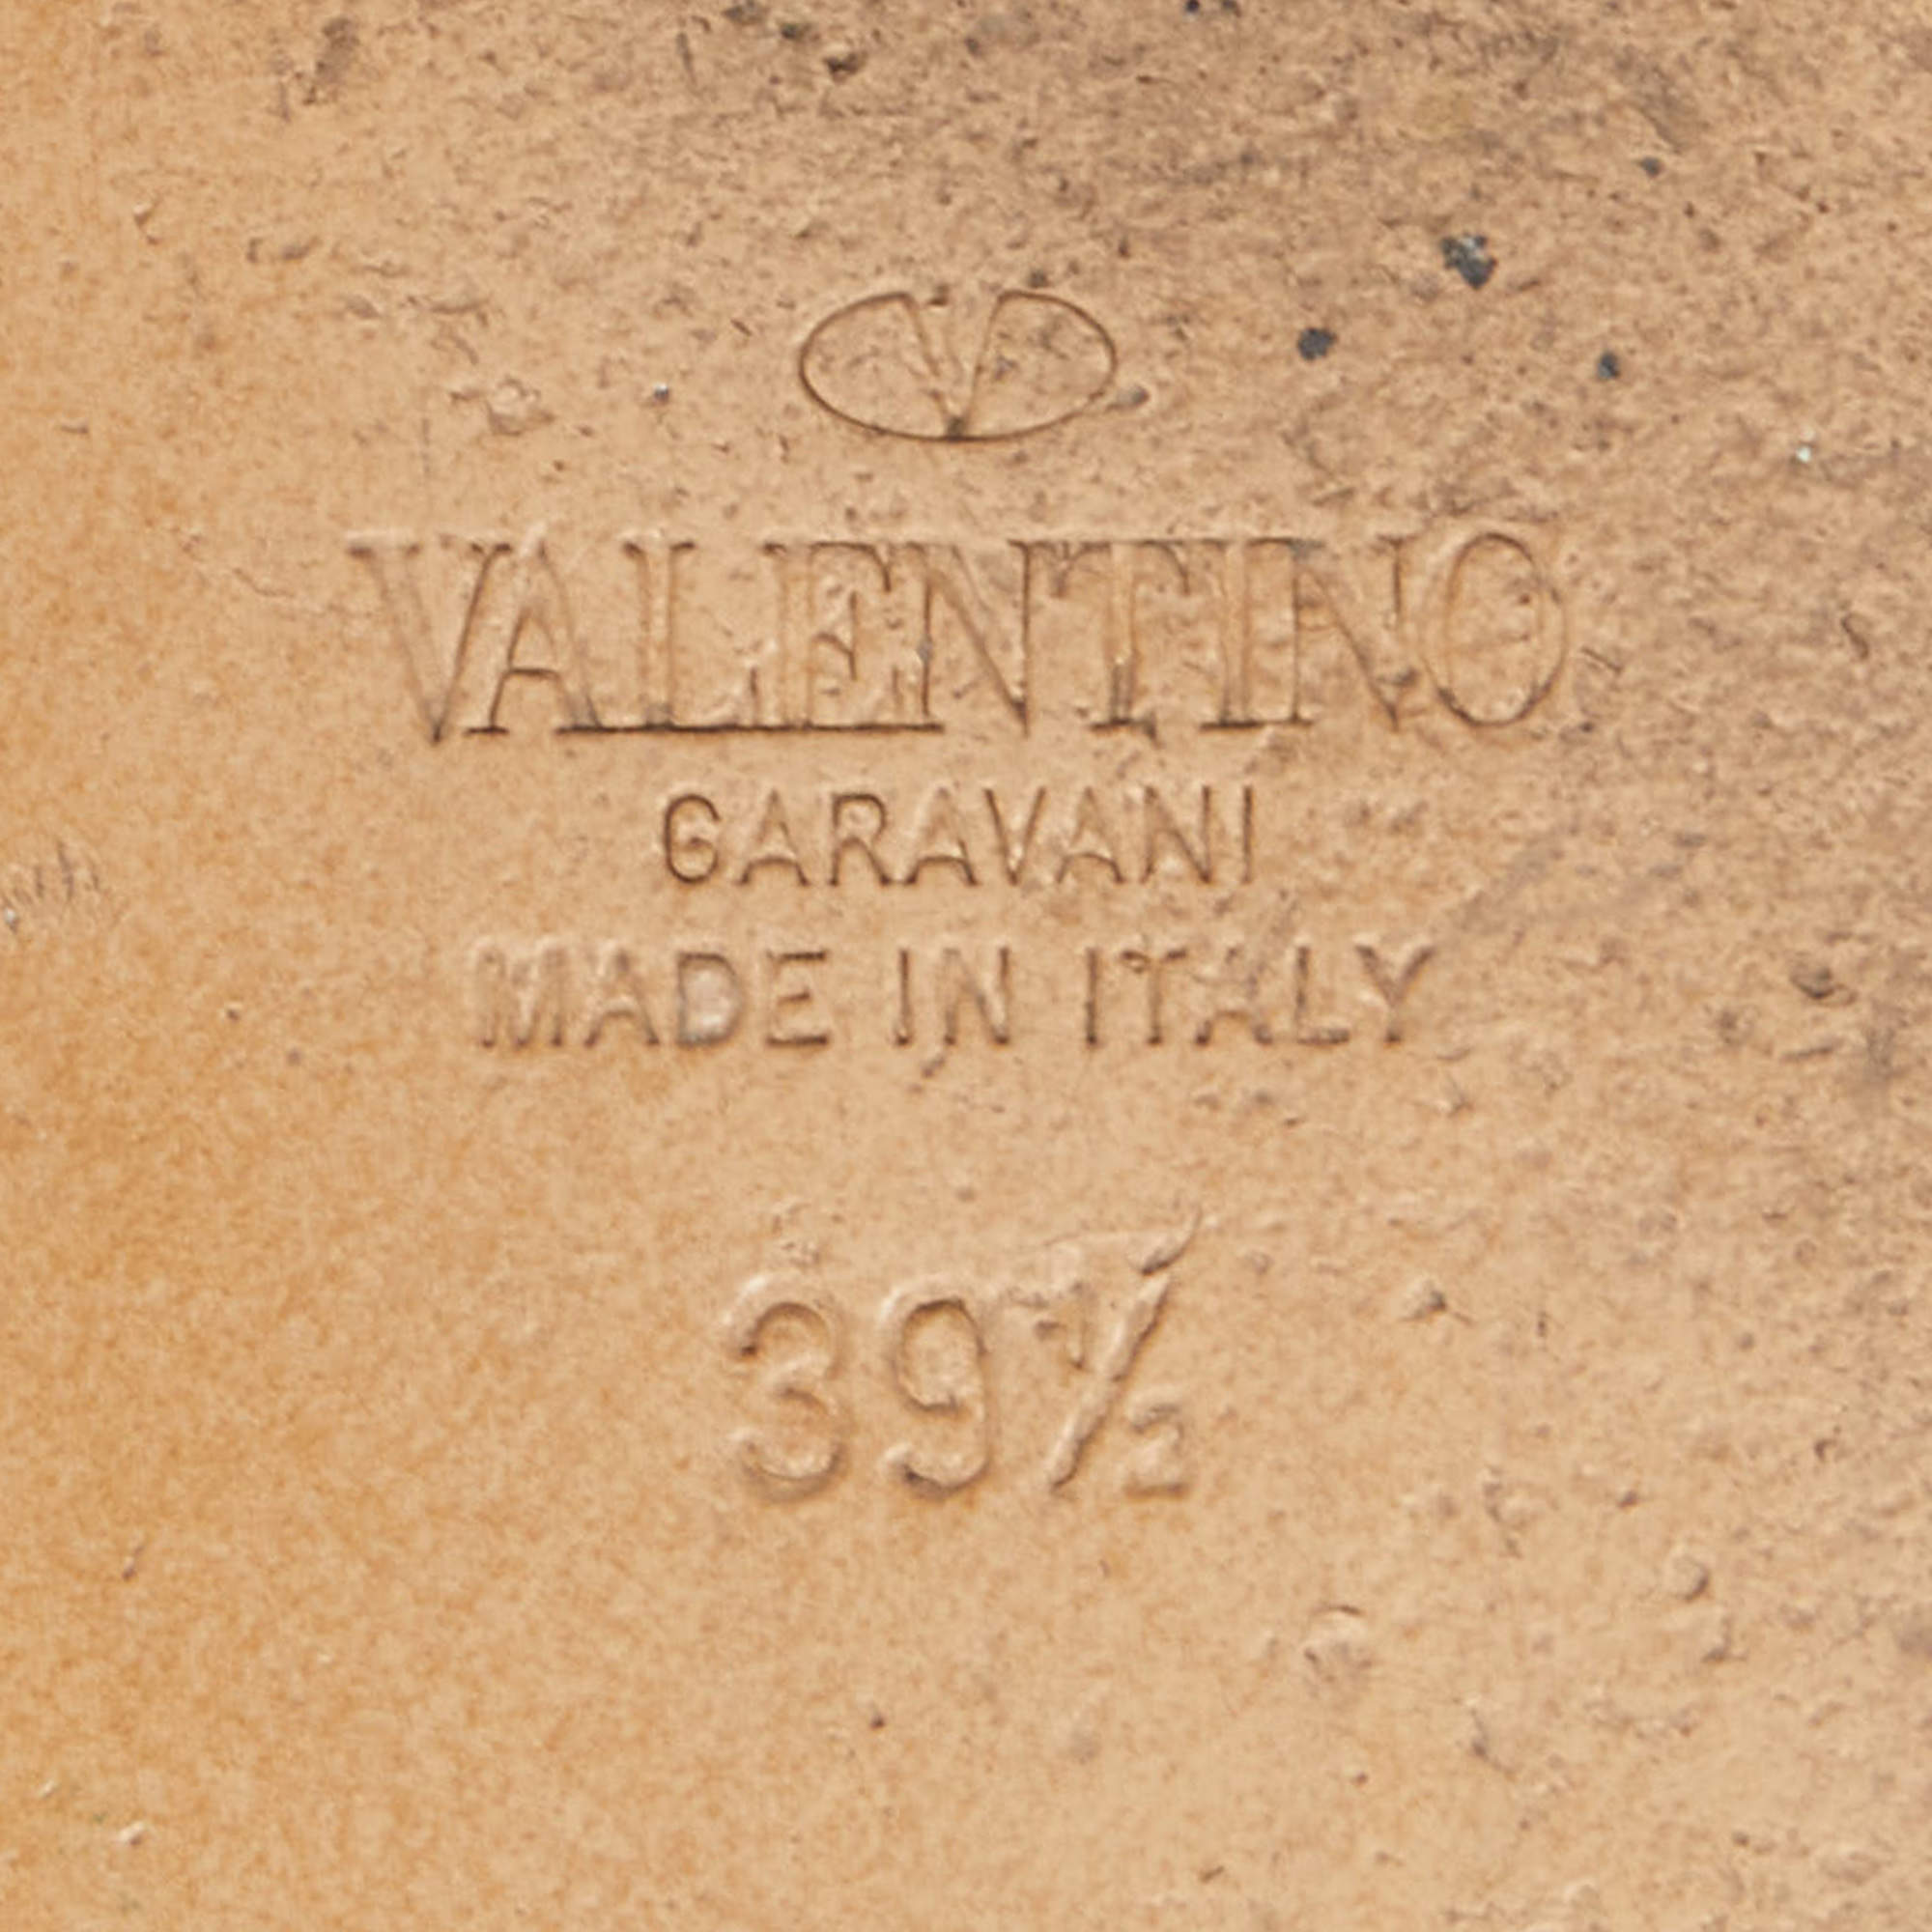 V
VALENTINO
GARAVANI
MADE IN ITALY
39½